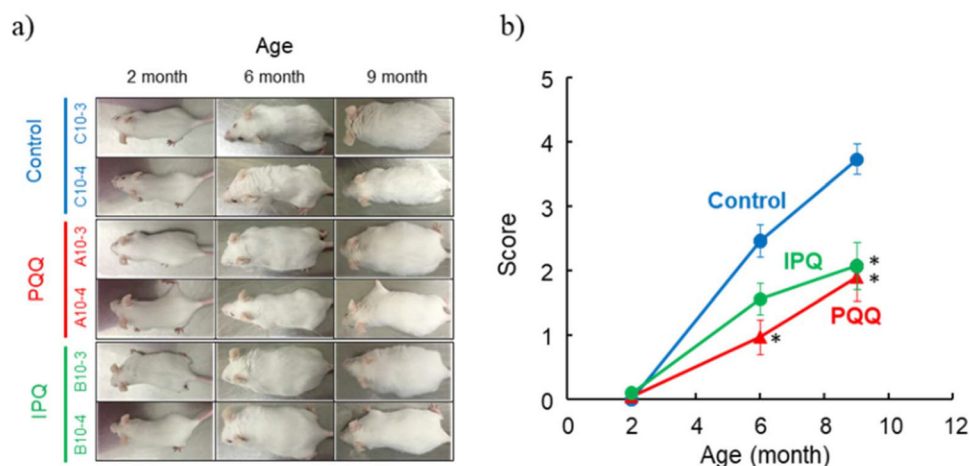 a)
Age
2 month 6 month 9 month
Control
C10-3
C10-4
PQQ
A10-3
A10-4
IPQ
B10-3
B10-4
b)
5
4
3
2
1
0
Score
Control
IPQ
PQQ
*
*
*
0 2 4 6 8 10 12
Age (month)